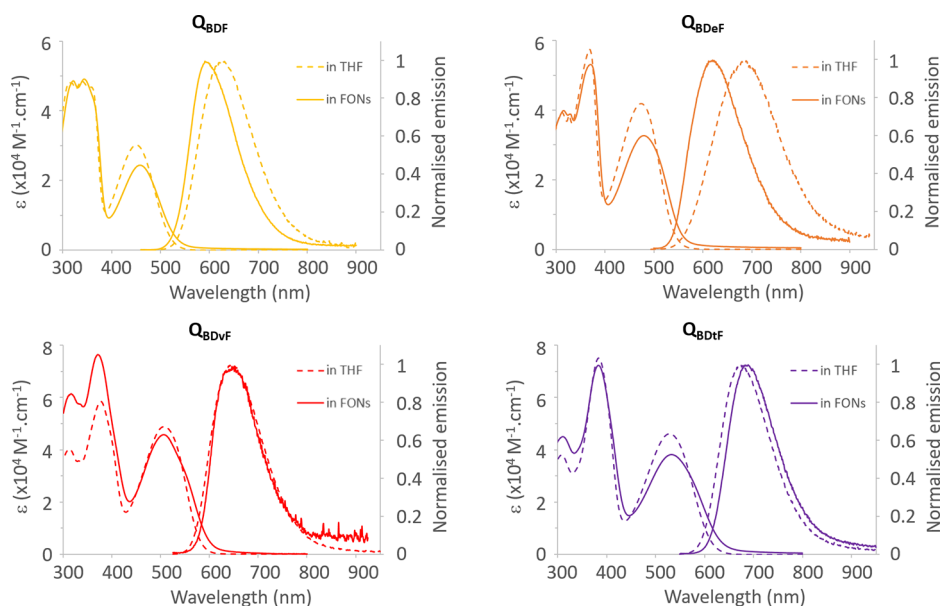 Q_BDF
ε (x10⁴ M⁻¹.cm⁻¹)
6
4
2
0
in THF
in FONs
1
0.8
0.6
0.4
0.2
0
Normalised emission
300 400 500 600 700 800 900
Wavelength (nm)
Q_BDeF
ε (x10⁴ M⁻¹.cm⁻¹)
6
4
2
0
in THF
in FONs
1
0.8
0.6
0.4
0.2
0
Normalised emission
300 400 500 600 700 800 900
Wavelength (nm)
Q_BDvF
ε (x10⁴ M⁻¹.cm⁻¹)
8
6
4
2
0
in THF
in FONs
1
0.8
0.6
0.4
0.2
0
Normalised emission
300 400 500 600 700 800 900
Wavelength (nm)
Q_BDtF
ε (x10⁴ M⁻¹.cm⁻¹)
8
6
4
2
0
in THF
in FONs
1
0.8
0.6
0.4
0.2
0
Normalised emission
300 400 500 600 700 800 900
Wavelength (nm)